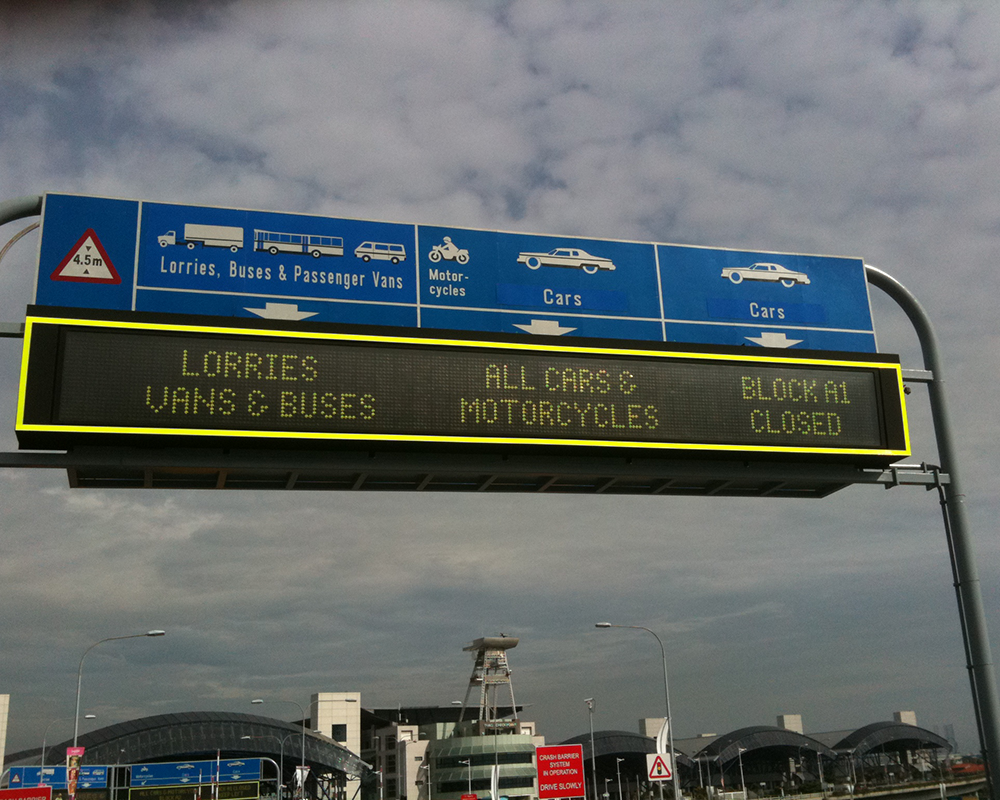 4.5m
Lorries, Buses & Passenger Vans
Motor-
cycles
Cars
Cars
LORRIES
VANS & BUSES
ALL CARS &
MOTORCYCLES
BLOCK A1
CLOSED
CRASH BARRIER
SYSTEM
IN OPERATION
DRIVE SLOWLY